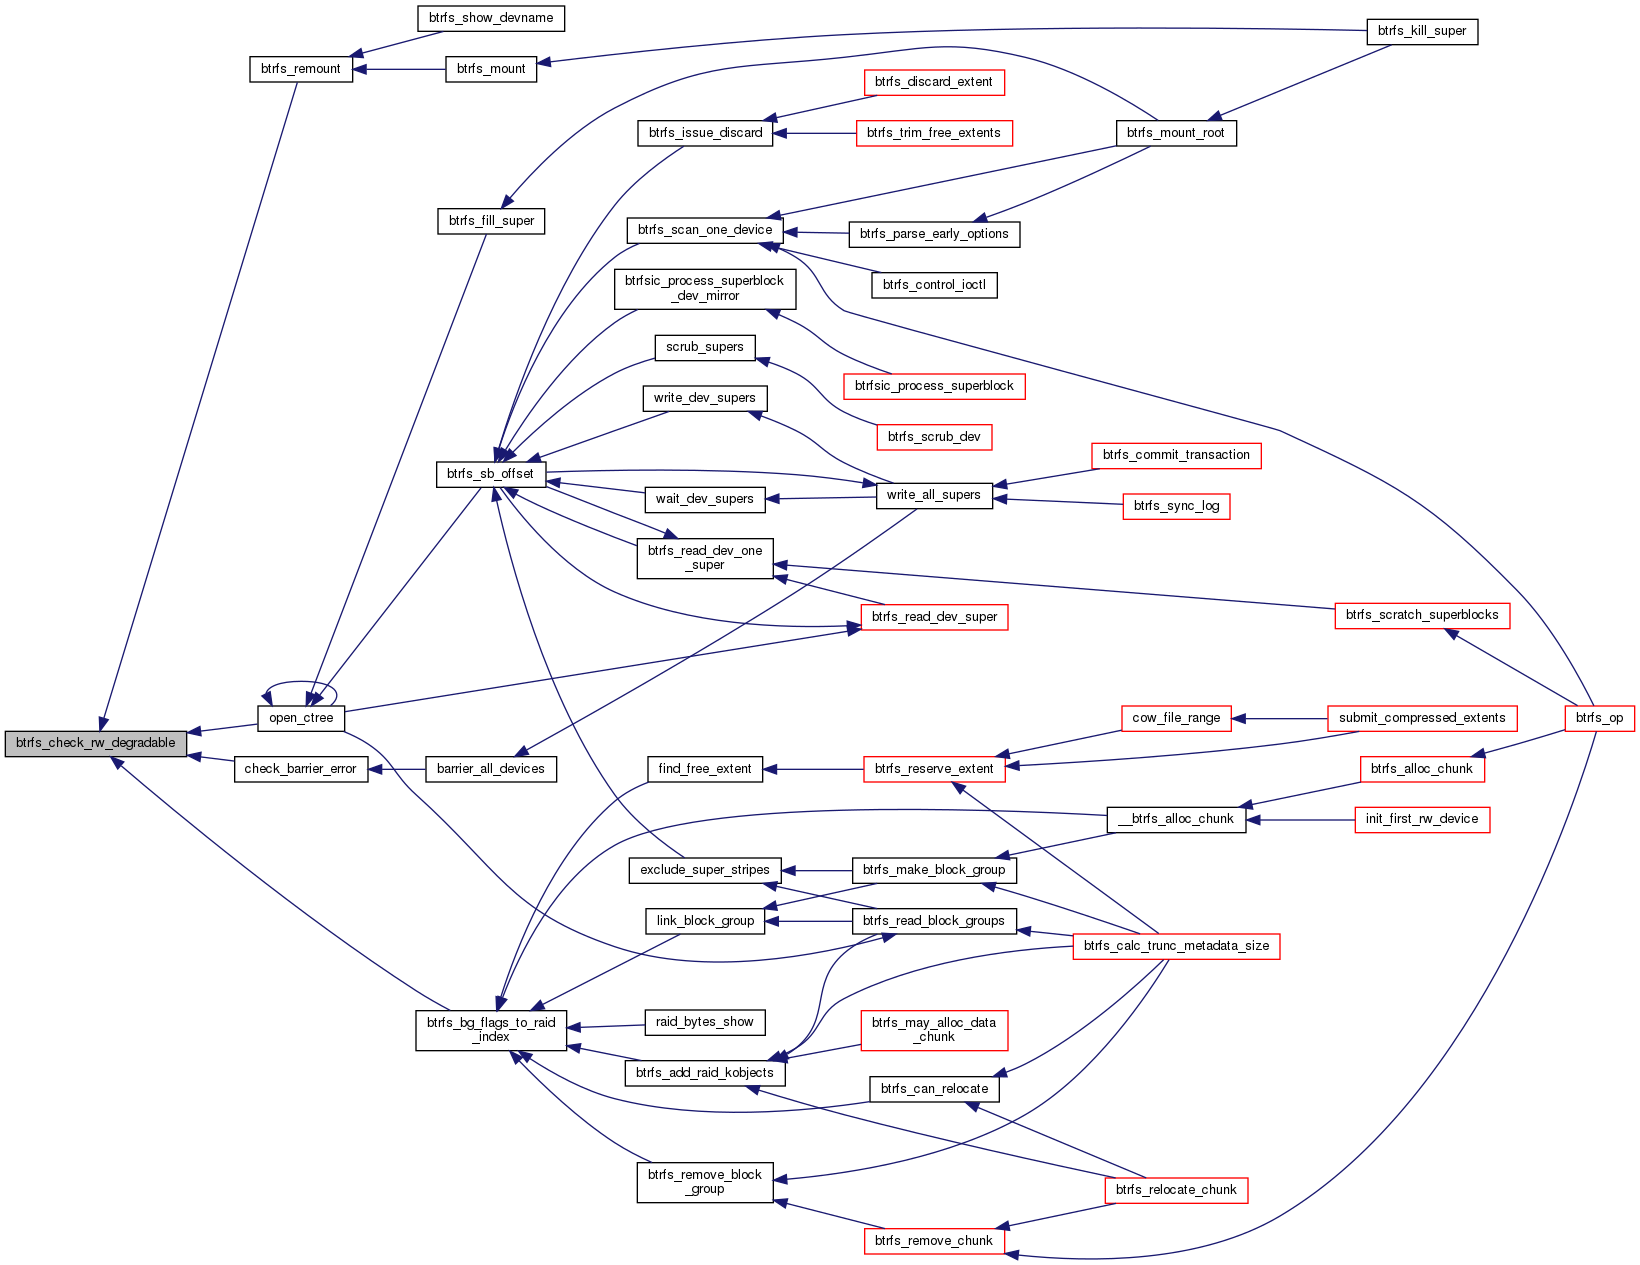 btrfs_show_devname
btrfs_kill_super
btrfs_remount
btrfs_mount
btrfs_discard_extent
btrfs_issue_discard
btrfs_trim_free_extents
btrfs_mount_root
btrfs_fill_super
btrfs_scan_one_device
btrfs_parse_early_options
btrfsic_process_superblock
_dev_mirror
btrfs_control_ioctl
scrub_supers
btrfsic_process_superblock
write_dev_supers
btrfs_scrub_dev
btrfs_commit_transaction
btrfs_sb_offset
wait_dev_supers
write_all_supers
btrfs_sync_log
btrfs_read_dev_one
_super
btrfs_read_dev_super
btrfs_scratch_superblocks
open_ctree
cow_file_range
submit_compressed_extents
btrfs_op
btrfs_check_rw_degradable
check_barrier_error
barrier_all_devices
find_free_extent
btrfs_reserve_extent
btrfs_alloc_chunk
__btrfs_alloc_chunk
init_first_rw_device
exclude_super_stripes
btrfs_make_block_group
link_block_group
btrfs_read_block_groups
btrfs_calc_trunc_metadata_size
btrfs_bg_flags_to_raid
_index
raid_bytes_show
btrfs_may_alloc_data
_chunk
btrfs_add_raid_kobjects
btrfs_can_relocate
btrfs_remove_block
_group
btrfs_relocate_chunk
btrfs_remove_chunk